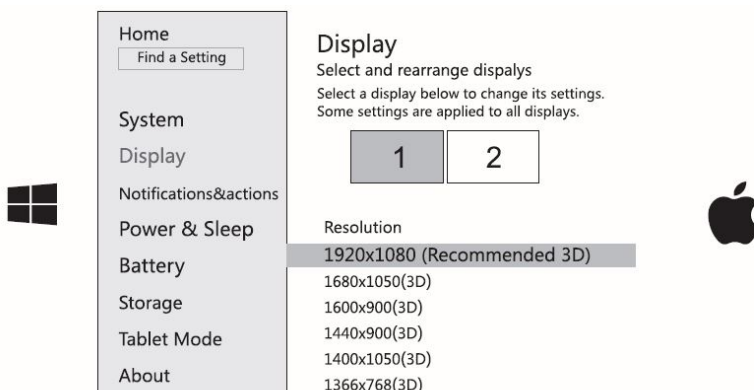 Home
Find a Setting
System
Display
Notifications&actions
Power & Sleep
Battery
Storage
Tablet Mode
About
Display
Select and rearrange dispalys
Select a display below to change its settings.
Some settings are applied to all displays.
1 2
Resolution
1920x1080 (Recommended 3D)
1680x1050(3D)
1600x900(3D)
1440x900(3D)
1400x1050(3D)
1366x768(3D)